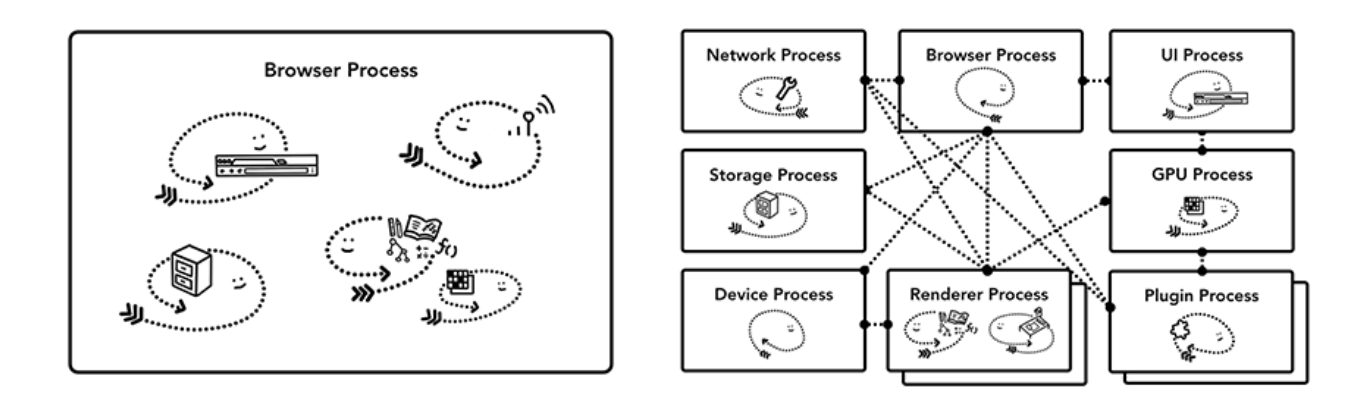 Browser Process
f()
Network Process
Browser Process
UI Process
Storage Process
GPU Process
Device Process
Renderer Process
f()
Plugin Process